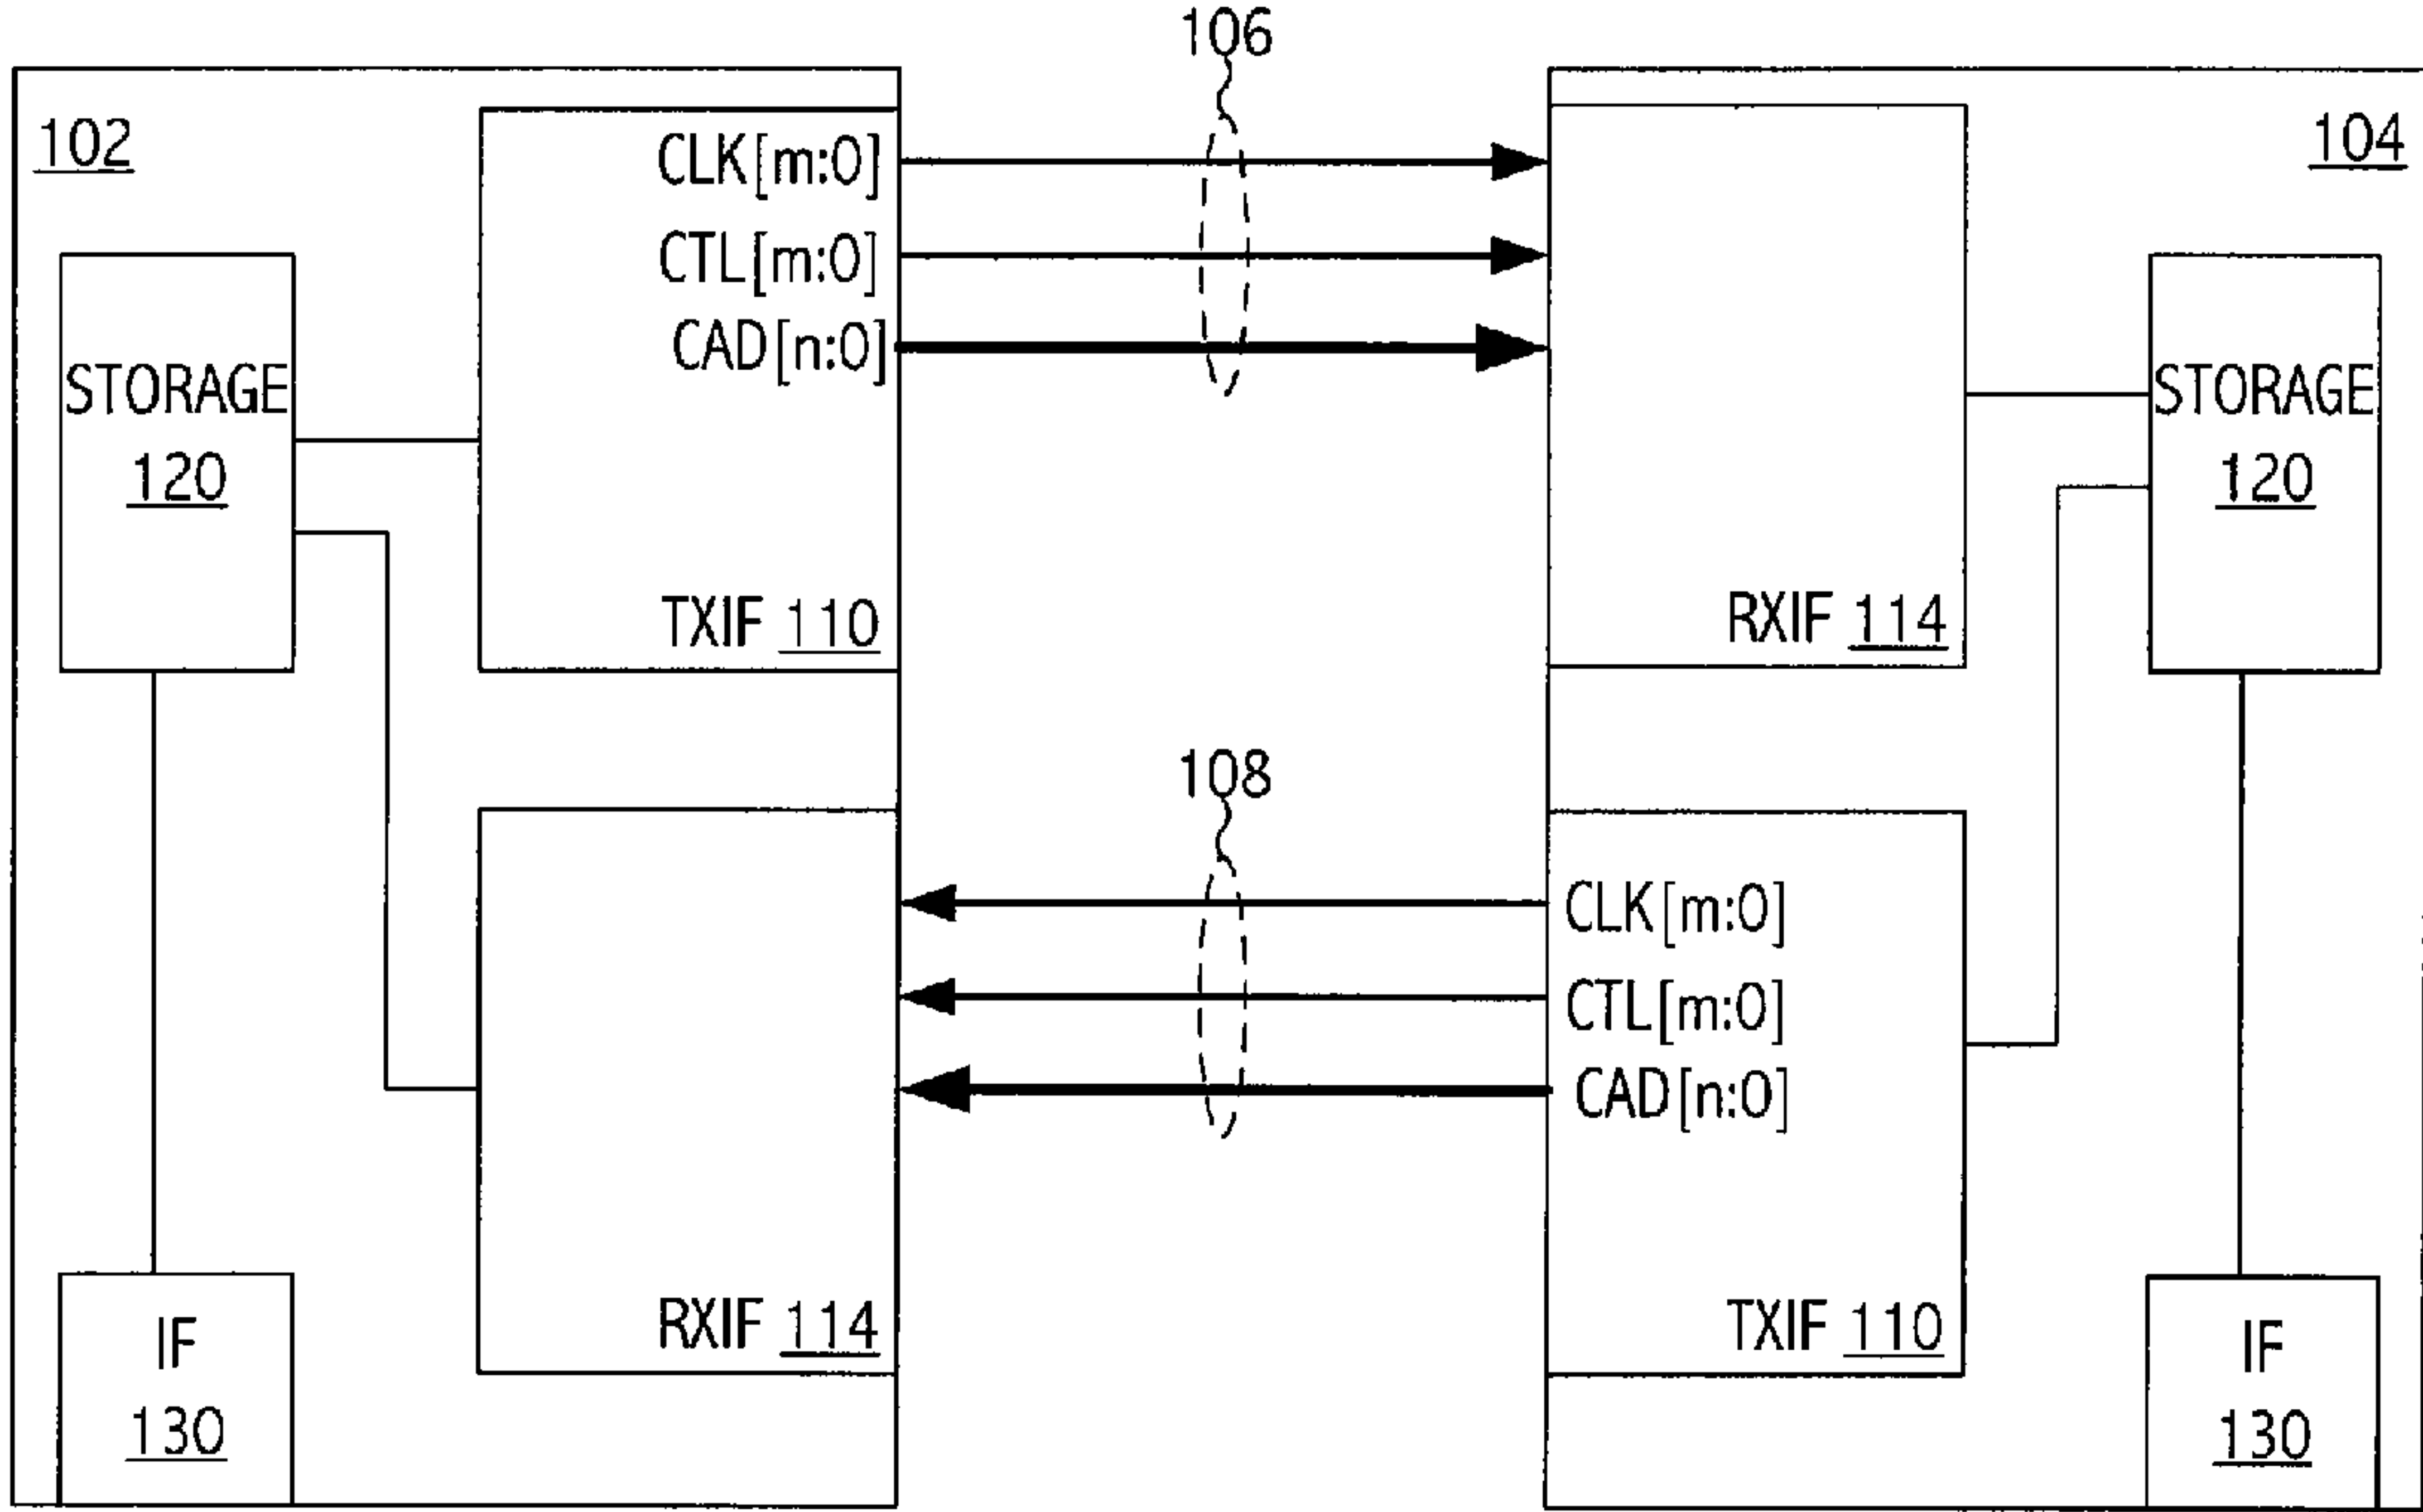 106
102
104
CLK[m:0]
CTL[m:0]
CAD[n:0]
STORAGE
120
STORAGE
120
TXIF 110
RXIF 114
108
CLK[m:0]
CTL[m:0]
CAD[n:0]
RXIF 114
TXIF 110
IF
130
IF
130